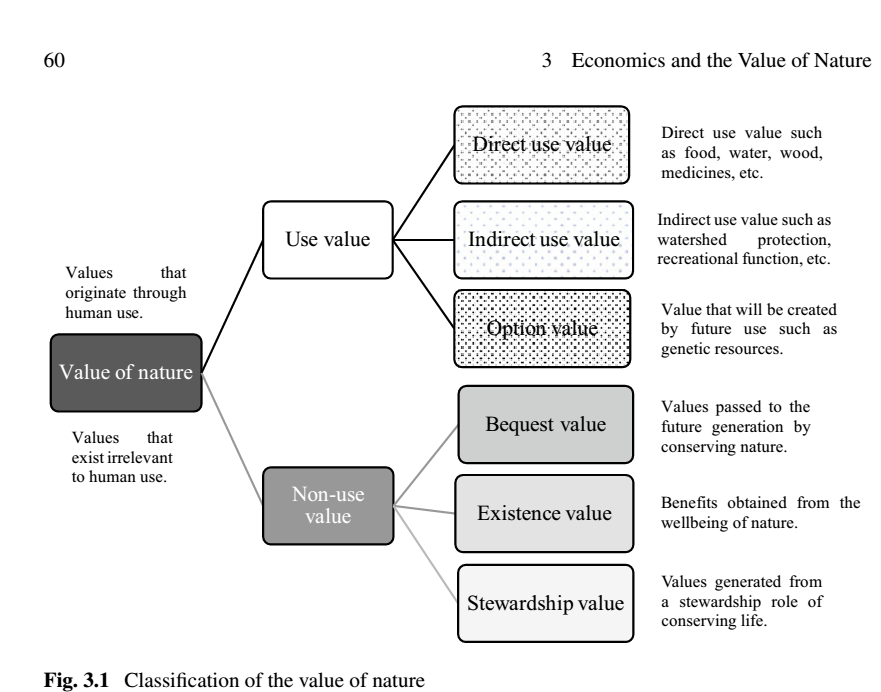 60
3 Economics and the Value of Nature
Direct use value
Direct use value such
as food, water, wood,
medicines, etc.
Use value
Indirect use value
Indirect use value such as
watershed protection,
recreational function, etc.
Values that
originate through
human use.
Option value
Value that will be created
by future use such as
genetic resources.
Value of nature
Values that
exist irrelevant
to human use.
Bequest value
Values passed to the
future generation by
conserving nature.
Non-use
value
Existence value
Benefits obtained from the
wellbeing of nature.
Stewardship value
Values generated from
a stewardship role of
conserving life.
Fig. 3.1 Classification of the value of nature